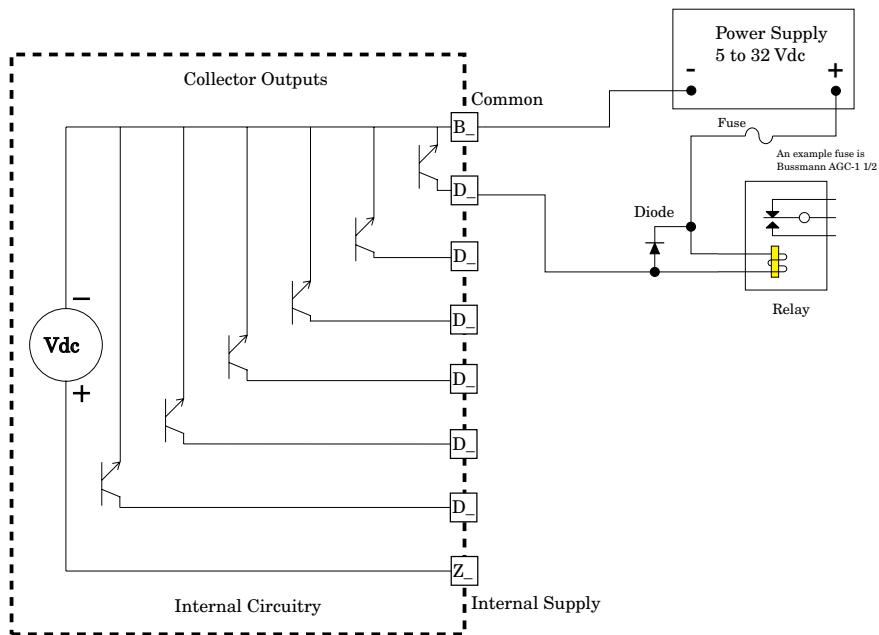 Power Supply
5 to 32 Vdc
- +
Collector Outputs
Common
B_
Fuse
An example fuse is
Bussmann AGC-1 1/2
D_
Diode
D_
Relay
−
D_
Vdc
+
D_
D_
D_
Z_
Internal Circuitry
Internal Supply